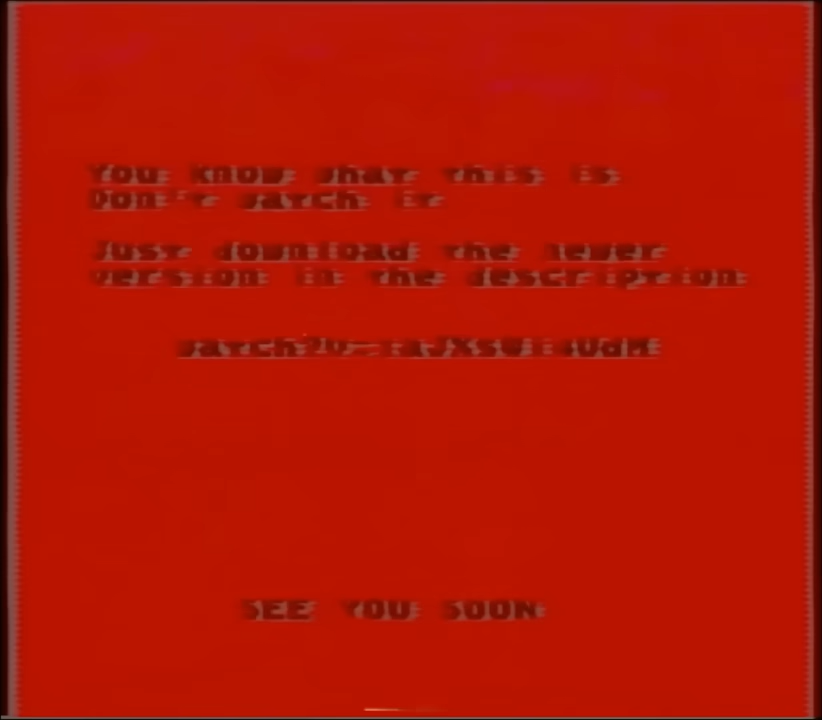 You know what this is
Don't watch it
Just download the newer
version in the description
SEE YOU SOON